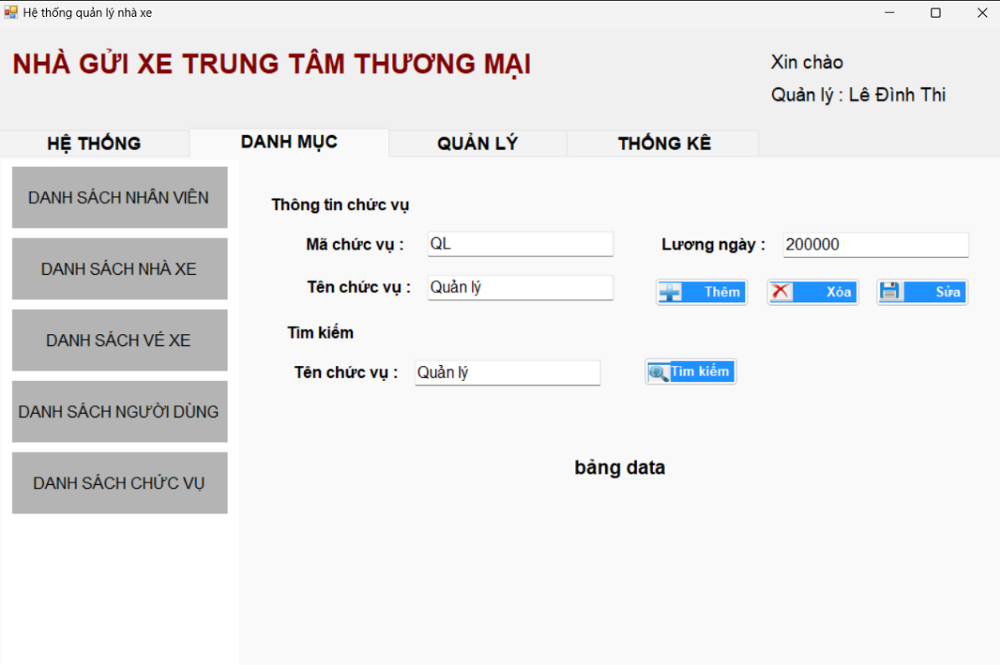 Hệ thống quản lý nhà xe
NHÀ GỬI XE TRUNG TÂM THƯƠNG MẠI
Xin chào
Quản lý : Lê Đình Thi
HỆ THỐNG
DANH MỤC
QUẢN LÝ
THỐNG KÊ
DANH SÁCH NHÂN VIÊN
DANH SÁCH NHÀ XE
DANH SÁCH VÉ XE
DANH SÁCH NGƯỜI DÙNG
DANH SÁCH CHỨC VỤ
Thông tin chức vụ
Mã chức vụ : QL
Lương ngày : 200000
Tên chức vụ : Quản lý
Thêm
Xóa
Sửa
Tìm kiếm
Tên chức vụ : Quản lý
Tìm kiếm
bảng data